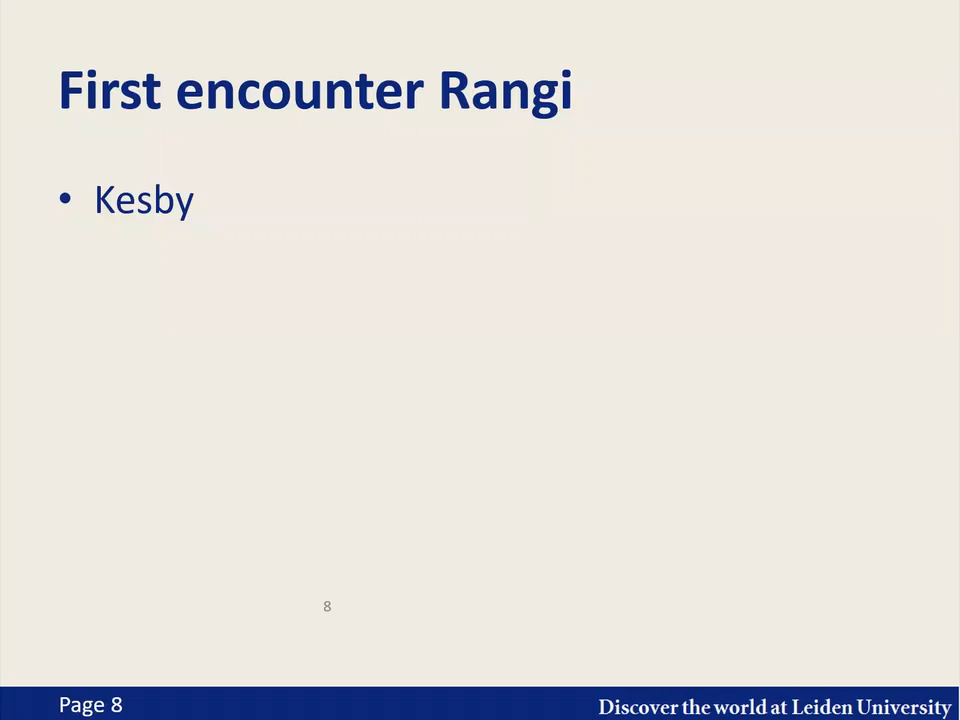 First encounter Rangi
• Kesby
8
Page 8
Discover the world at Leiden University